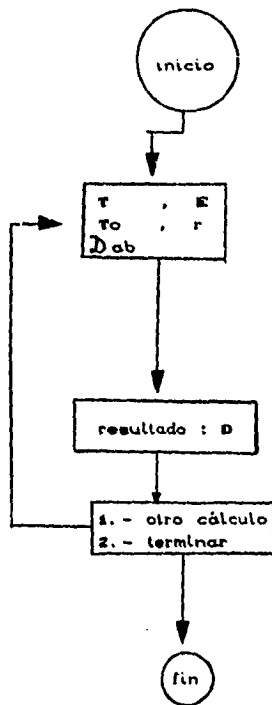 inicio
T , E
To , r
Dab
resultado : D
1. - otro cálculo
2. - terminar
fin